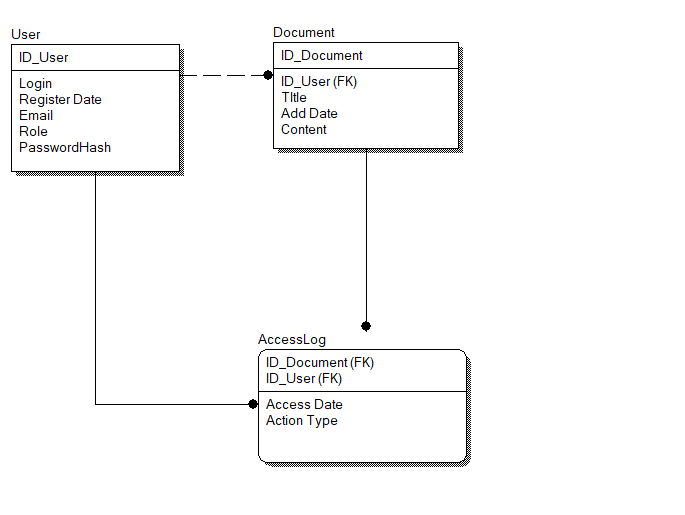 User
ID_User
Login
Register Date
Email
Role
PasswordHash
Document
ID_Document
ID_User (FK)
TItle
Add Date
Content
AccessLog
ID_Document (FK)
ID_User (FK)
Access Date
Action Type